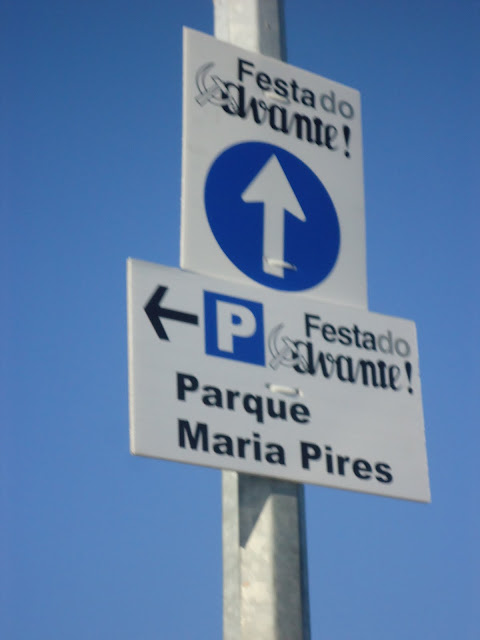 Festa do
Avante!
P
Festa do
Avante!
Parque
Maria Pires